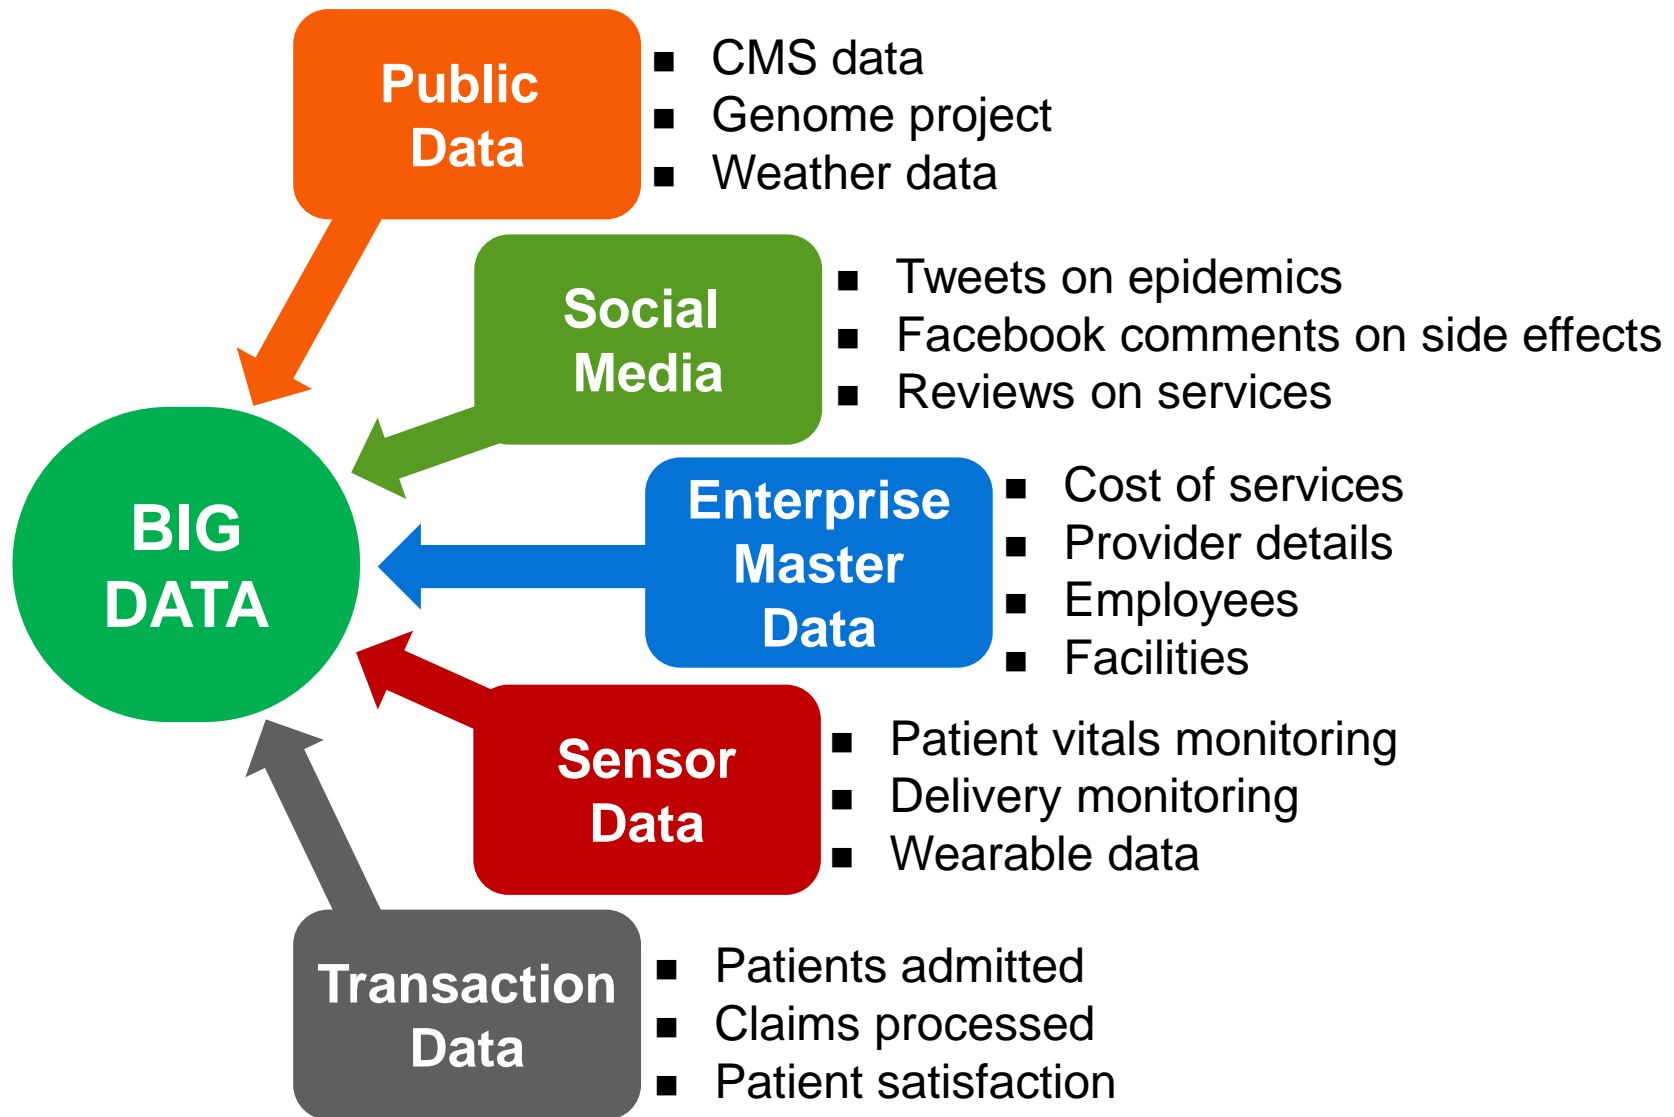 Public
Data
■ CMS data
■ Genome project
■ Weather data
Social
Media
■ Tweets on epidemics
■ Facebook comments on side effects
■ Reviews on services
BIG
DATA
Enterprise
Master
Data
■ Cost of services
■ Provider details
■ Employees
■ Facilities
Sensor
Data
■ Patient vitals monitoring
■ Delivery monitoring
■ Wearable data
Transaction
Data
■ Patients admitted
■ Claims processed
■ Patient satisfaction